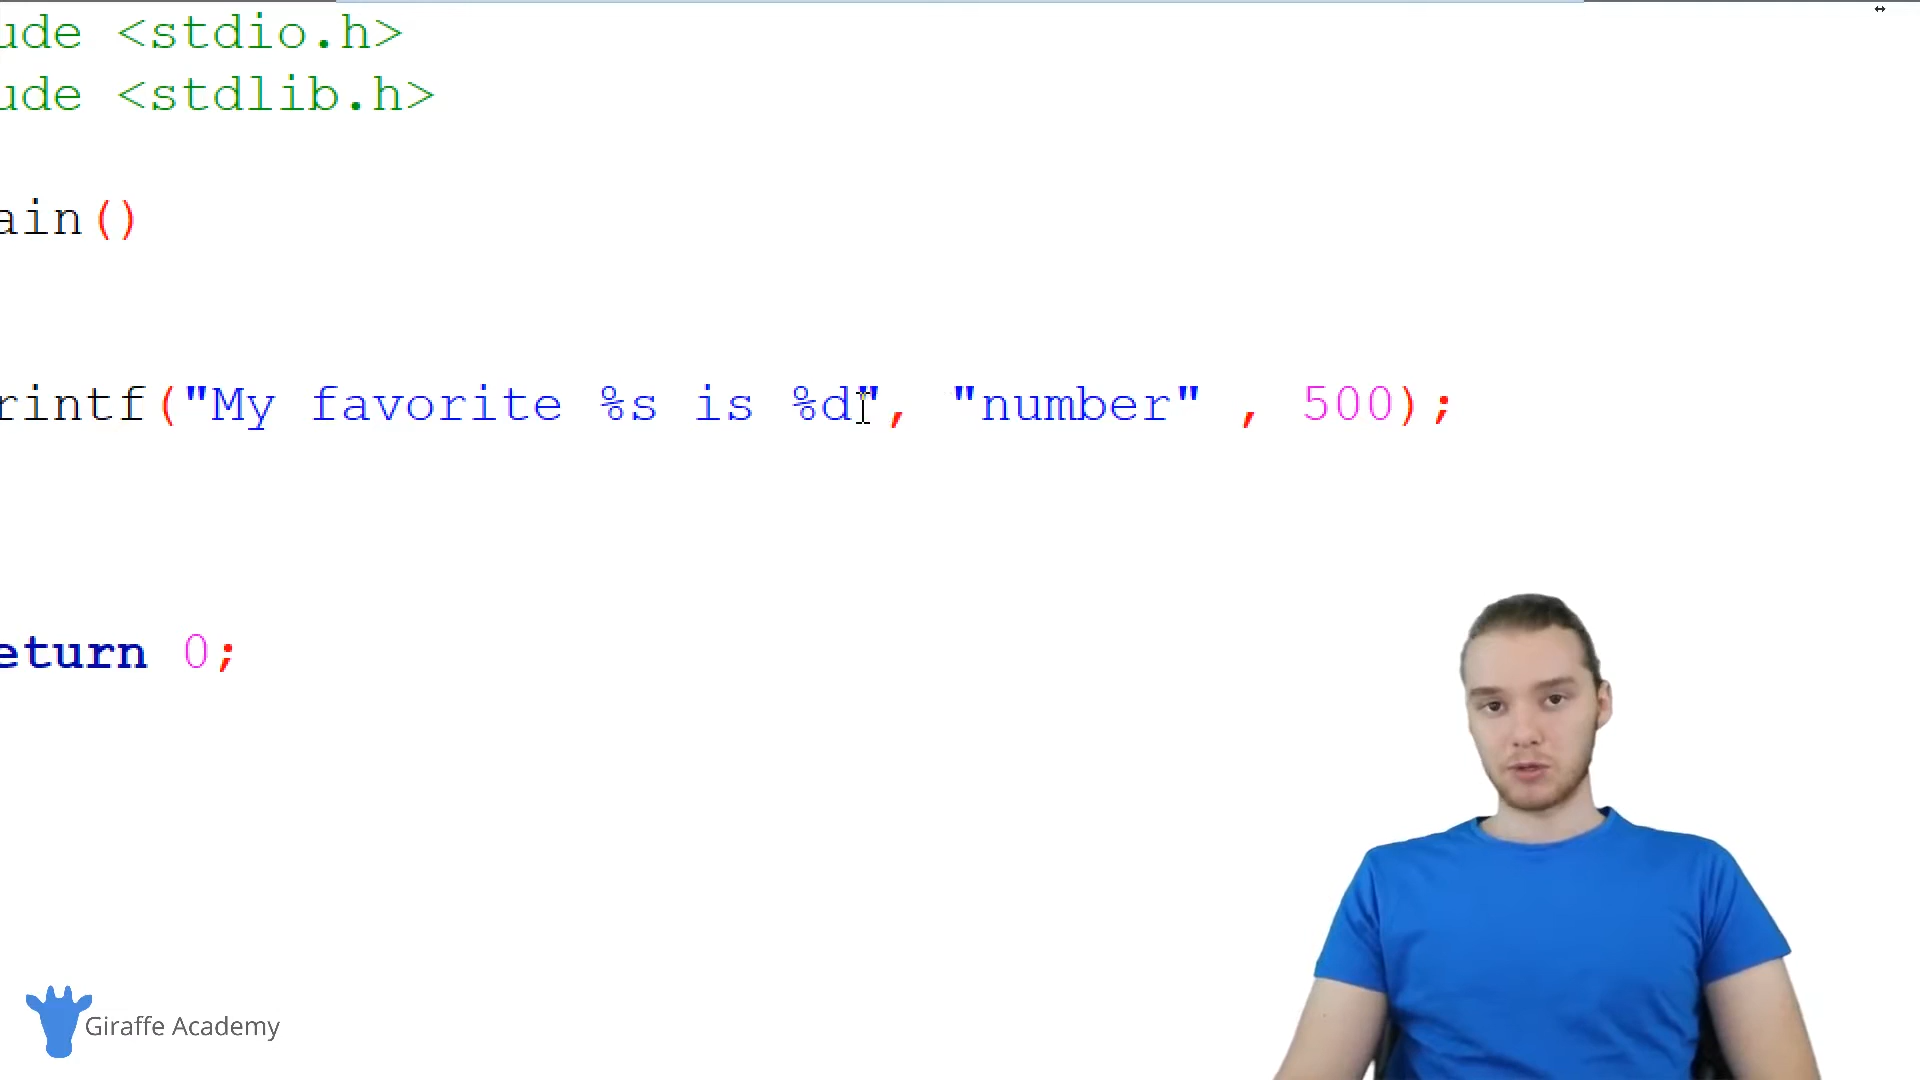 ude <stdio.h>
ude <stdlib.h>
ain()
rintf("My favorite %s is %d", "number" , 500);
eturn 0;
Giraffe Academy